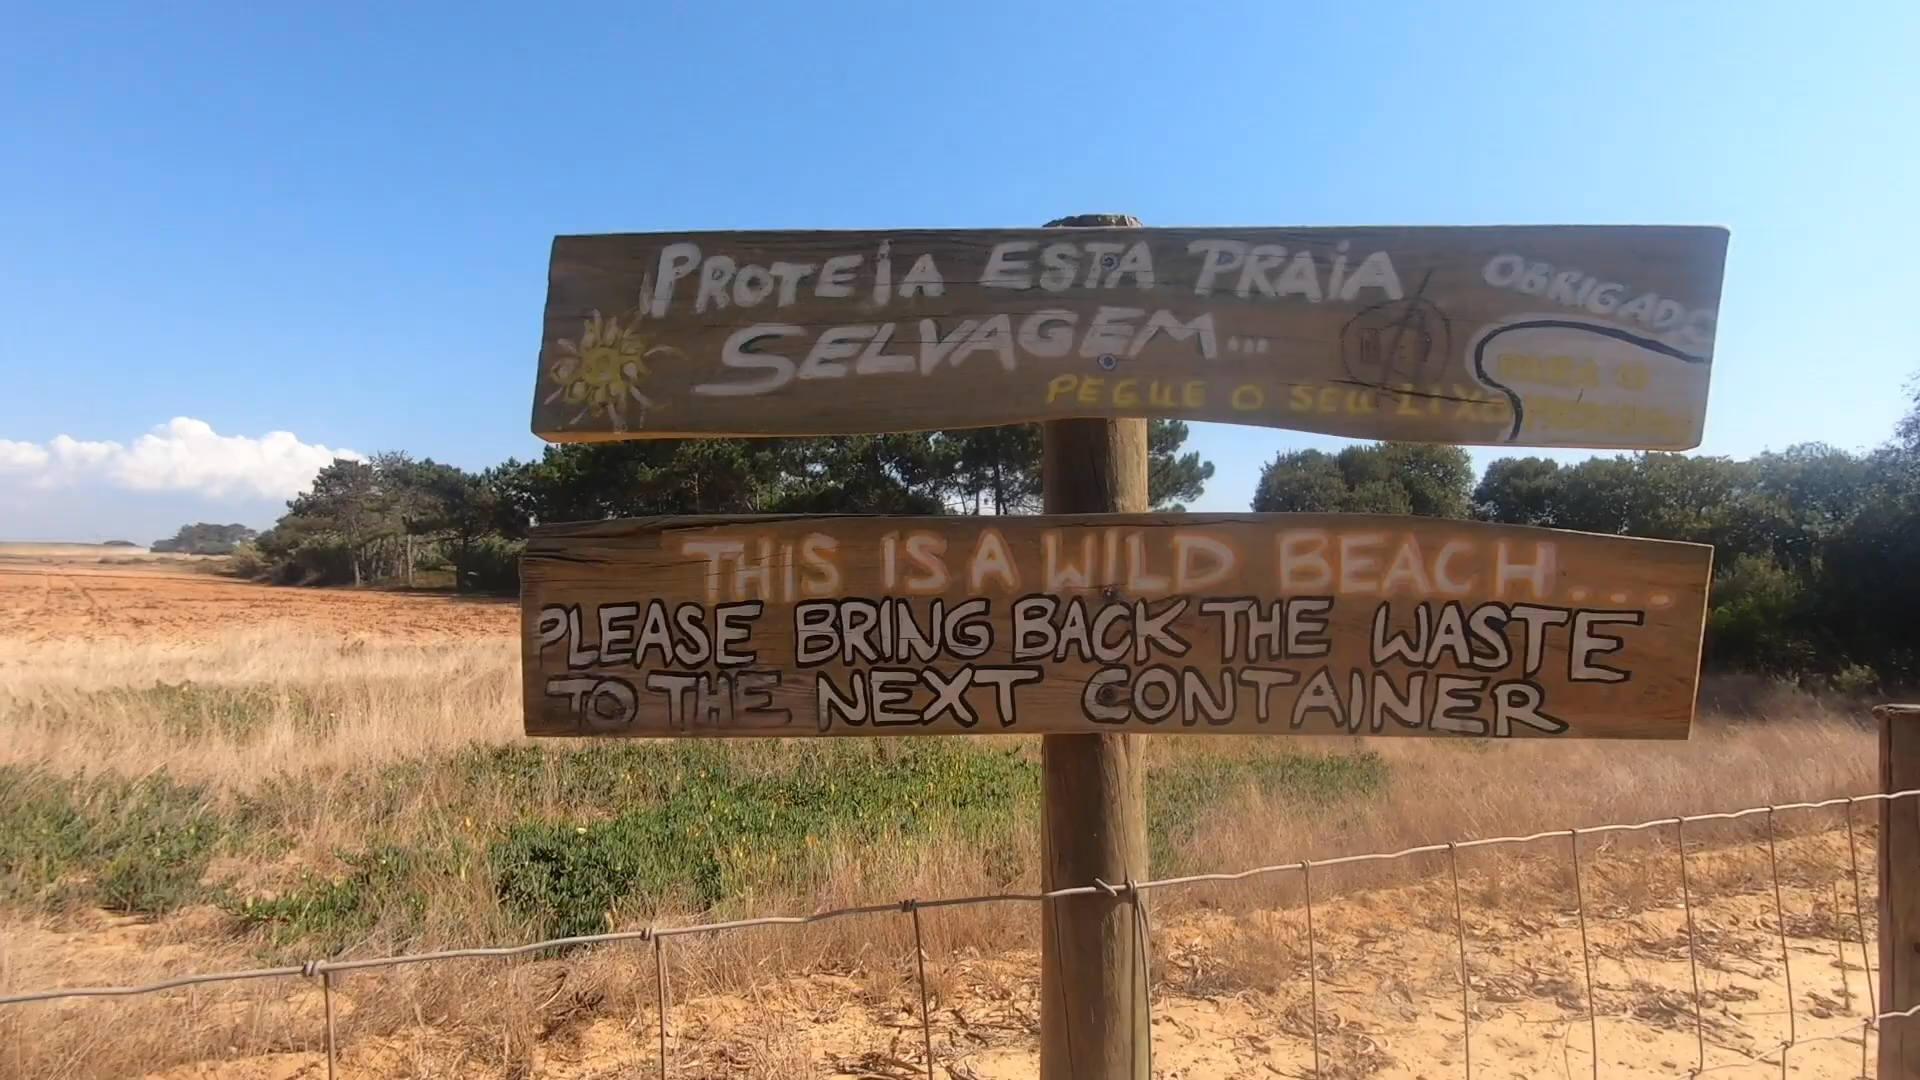 PROTEJA ESTA PRAIA
SELVAGEM...
OBRIGADO
PEGUE O SEU LIXO
PARA O
THIS IS A WILD BEACH...
PLEASE BRING BACK THE WASTE
TO THE NEXT CONTAINER